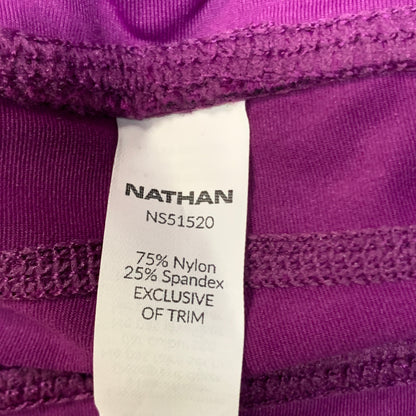 NATHAN
NS51520
75% Nylon
25% Spandex
EXCLUSIVE
OF TRIM